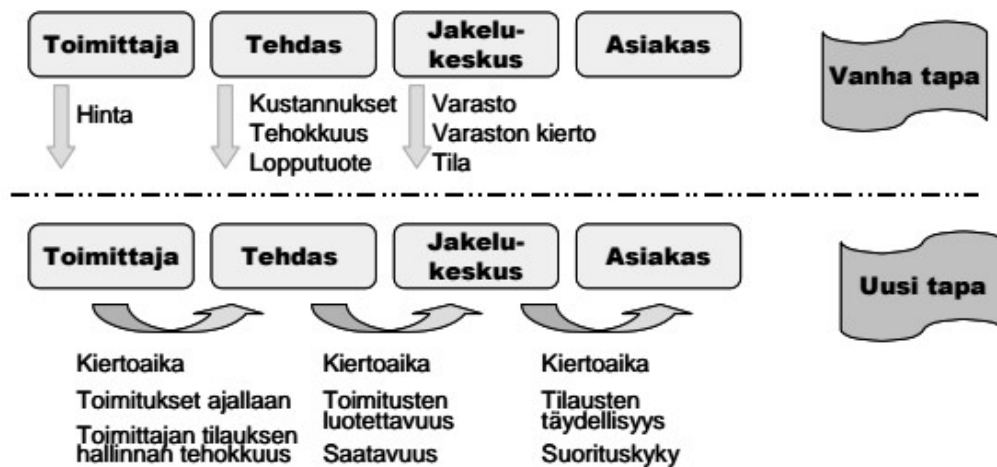 Toimittaja
Tehdas
Jakelu-
keskus
Asiakas
Vanha tapa
Hinta
Kustannukset
Tehokkuus
Lopputuote
Varasto
Varaston kierto
Tila
Toimittaja
Tehdas
Jakelu-
keskus
Asiakas
Uusi tapa
Kiertoaika
Toimitukset ajallaan
Toimittajan tilauksen
hallinnan tehokkuus
Kiertoaika
Toimitusten
luotettavuus
Saatavuus
Kiertoaika
Tilausten
täydellisyys
Suorituskyky